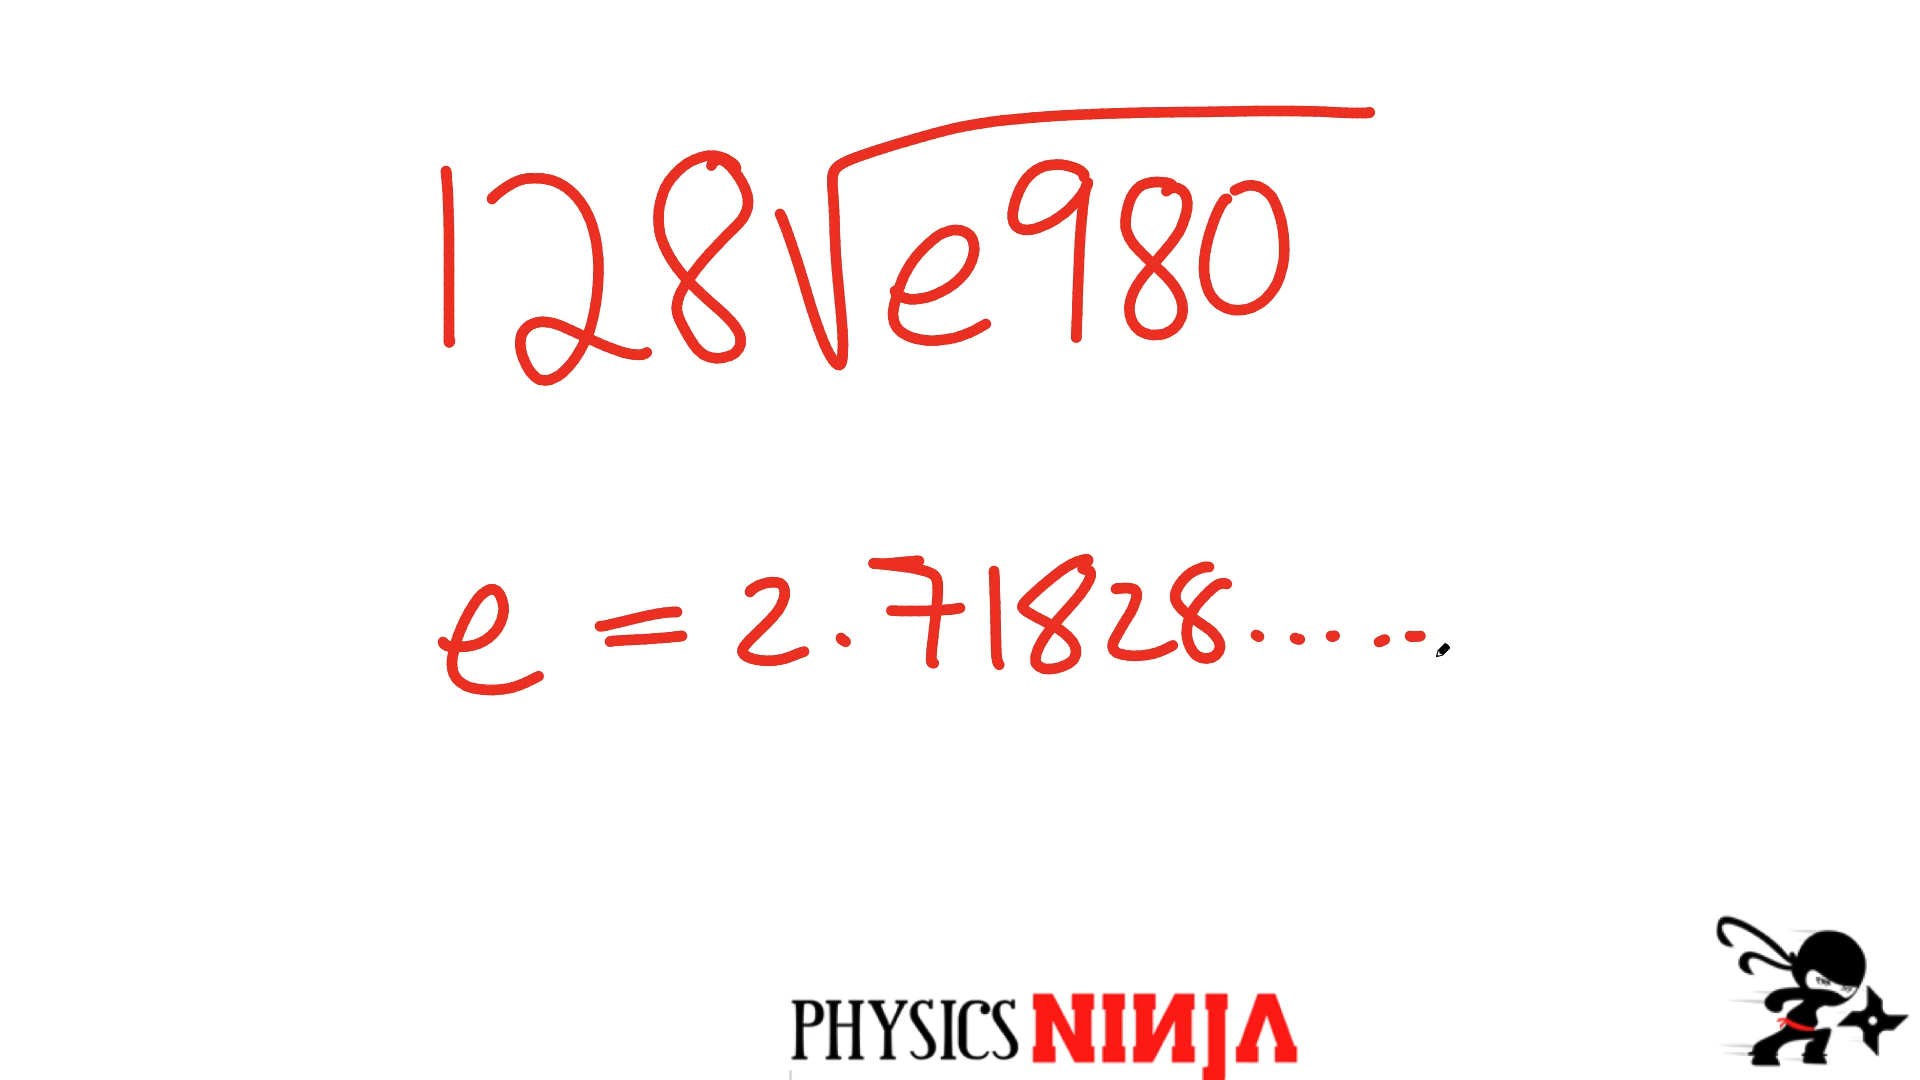 128√e980
e = 2.71828......
PHYSICS NINJA